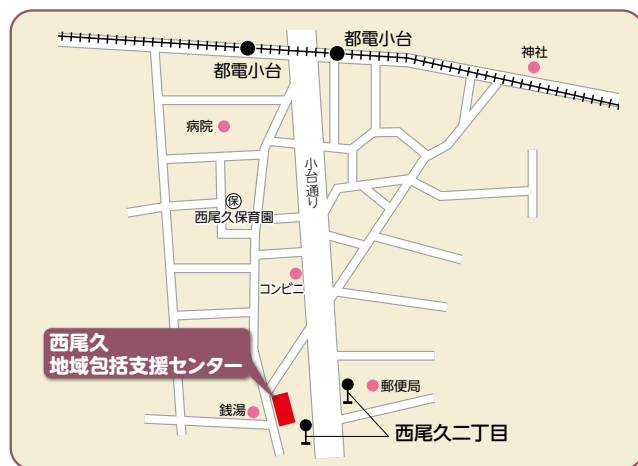 都電小台
都電小台
神社
病院
小台通り
保
西尾久保育園
コンビニ
西尾久
地域包括支援センター
郵便局
銭湯
西尾久二丁目